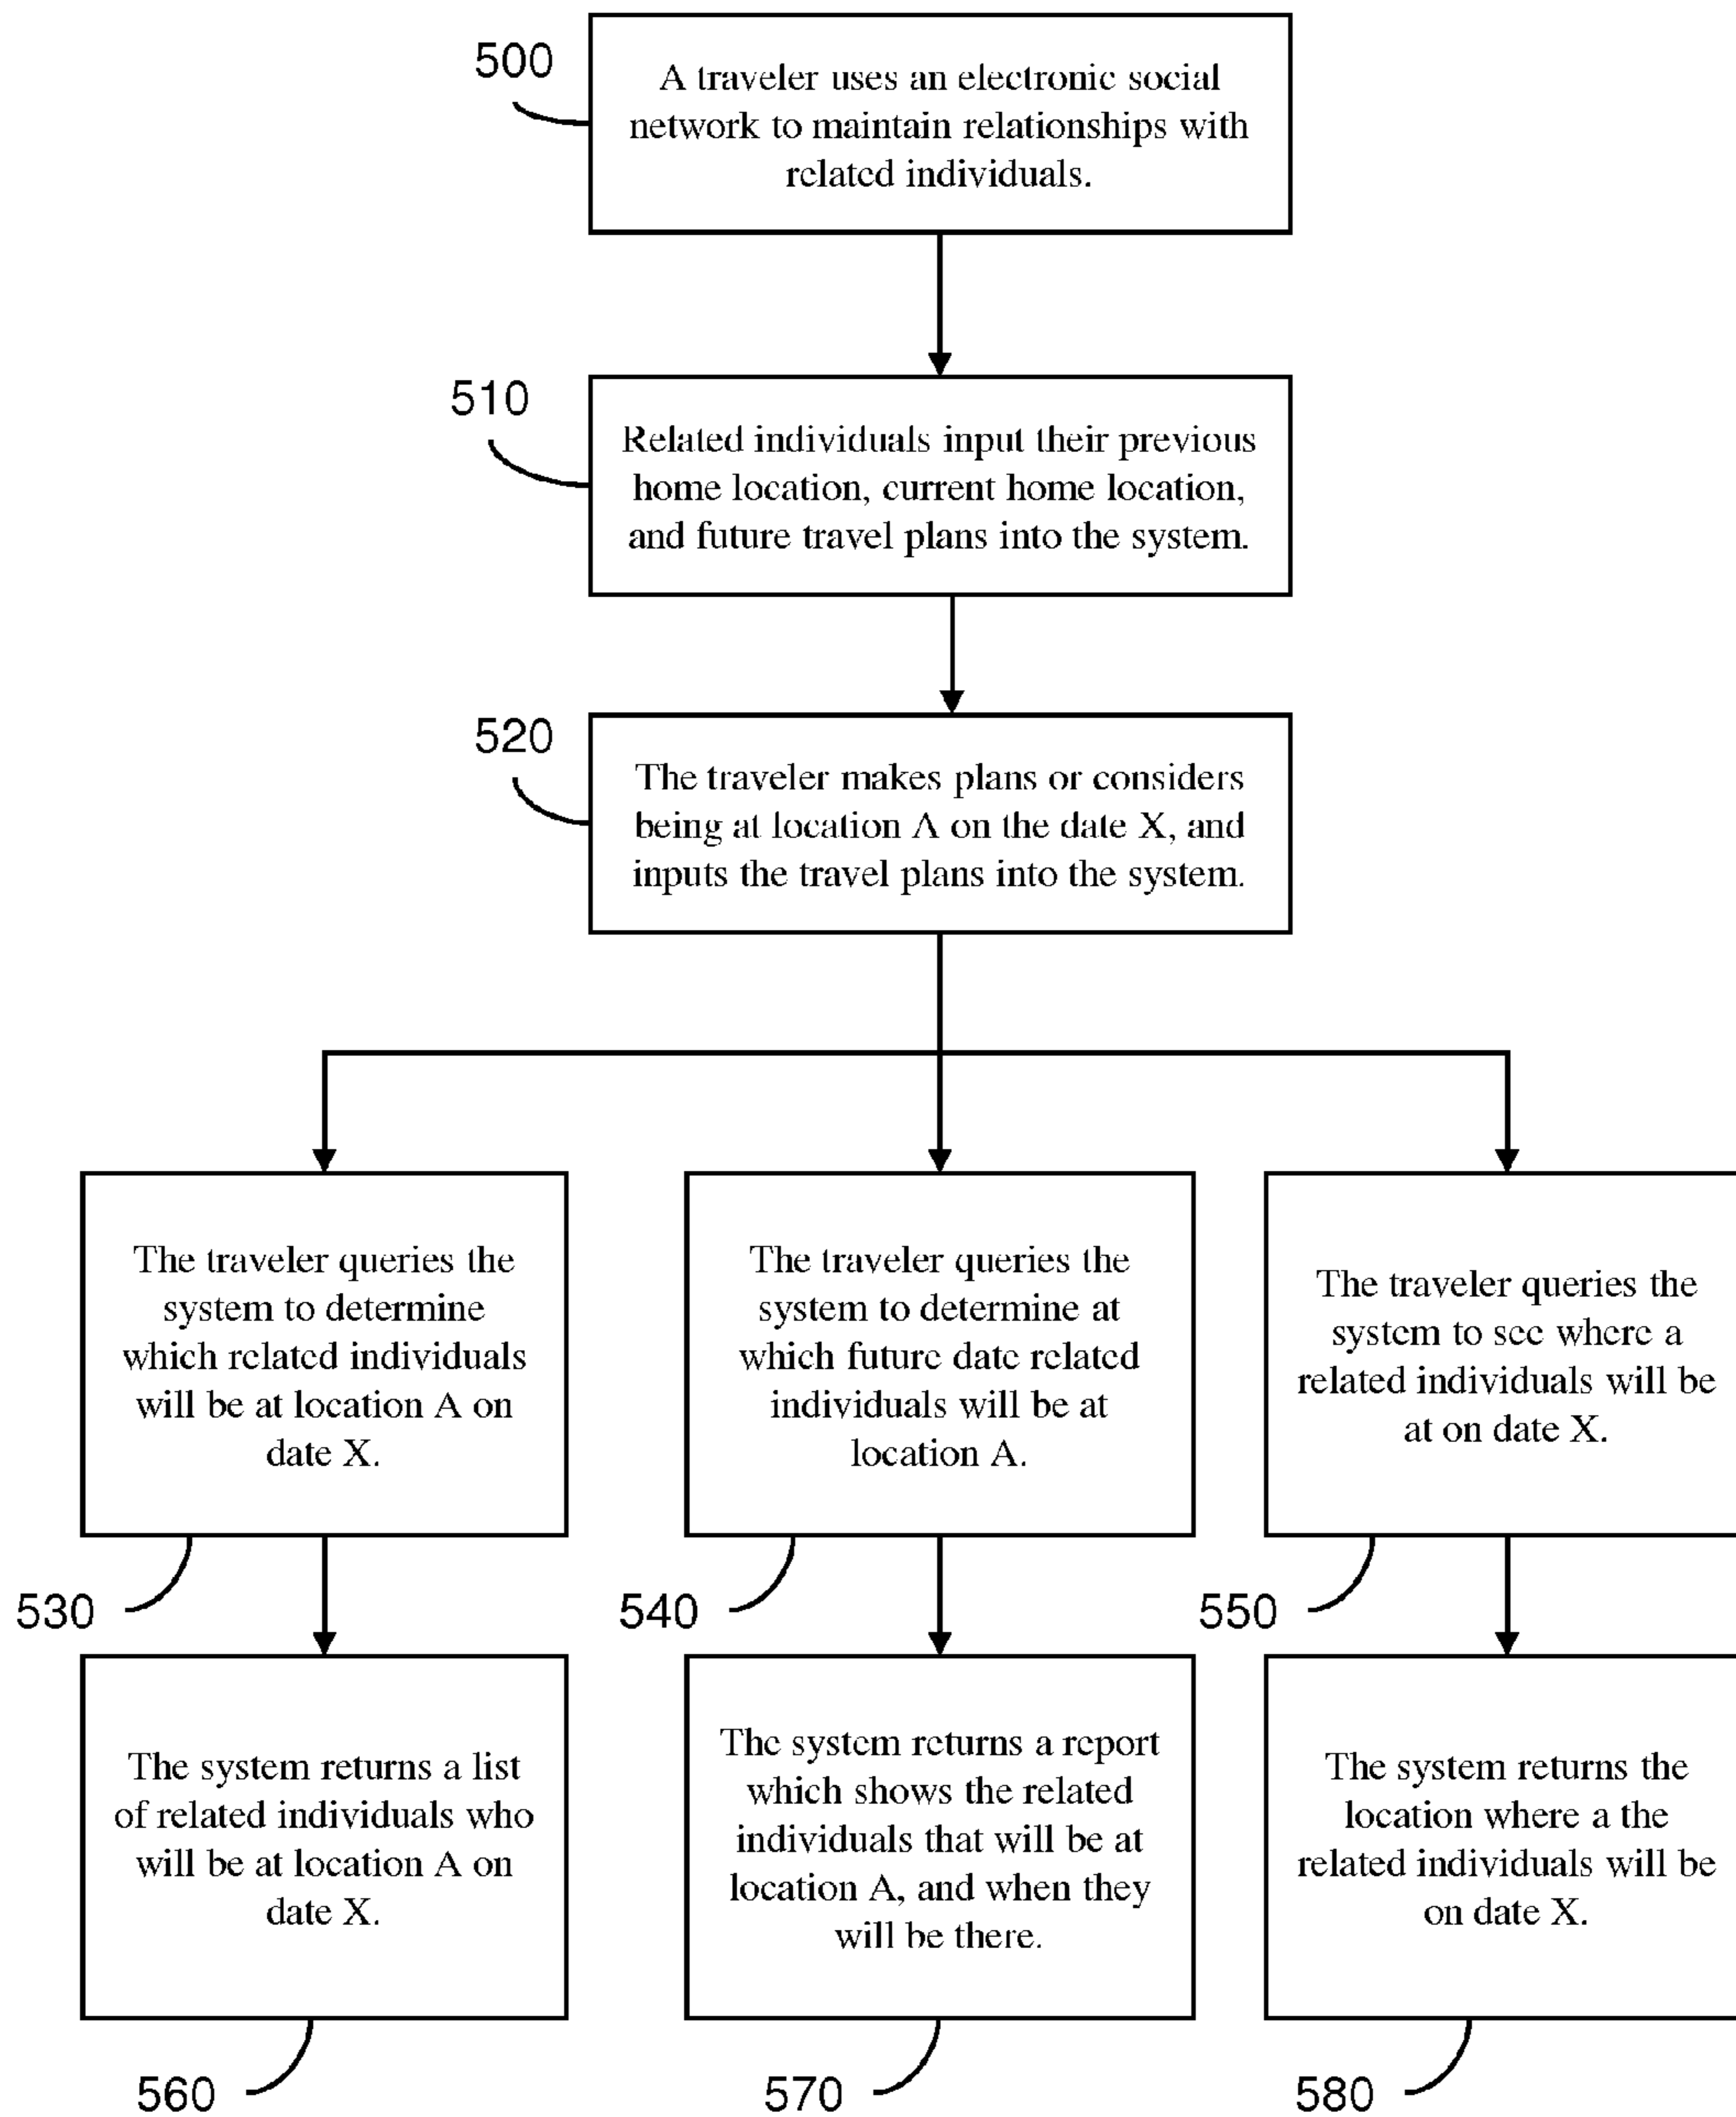 500
A traveler uses an electronic social
network to maintain relationships with
related individuals.
510
Related individuals input their previous
home location, current home location,
and future travel plans into the system.
520
The traveler makes plans or considers
being at location A on the date X, and
inputs the travel plans into the system.
The traveler queries the
system to determine
which related individuals
will be at location A on
date X.
530
The traveler queries the
system to determine at
which future date related
individuals will be at
location A.
540
The traveler queries the
system to see where a
related individuals will be
at on date X.
550
The system returns a list
of related individuals who
will be at location A on
date X.
560
The system returns a report
which shows the related
individuals that will be at
location A, and when they
will be there.
570
The system returns the
location where a the
related individuals will be
on date X.
580